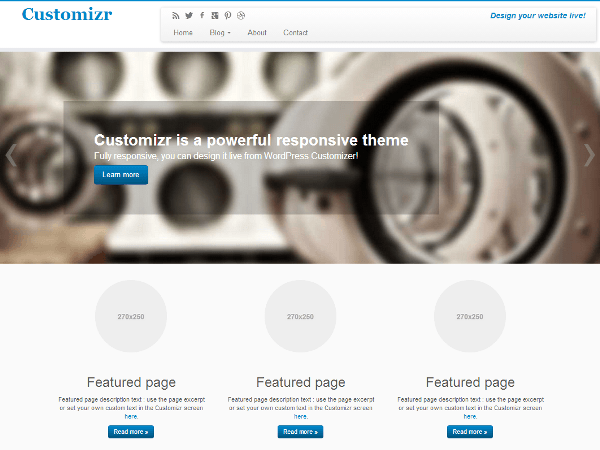 Customizr
Design your website live!
Home Blog About Contact
Customizr is a powerful responsive theme
Fully responsive, you can design it live from WordPress Customizer!
Learn more
270x250 270x250 270x250
Featured page Featured page Featured page
Featured page description text : use the page excerpt Featured page description text : use the page excerpt Featured page description text : use the page excerpt
or set your own custom text in the Customizr screen or set your own custom text in the Customizr screen or set your own custom text in the Customizr screen
here. here. here.
Read more » Read more » Read more »